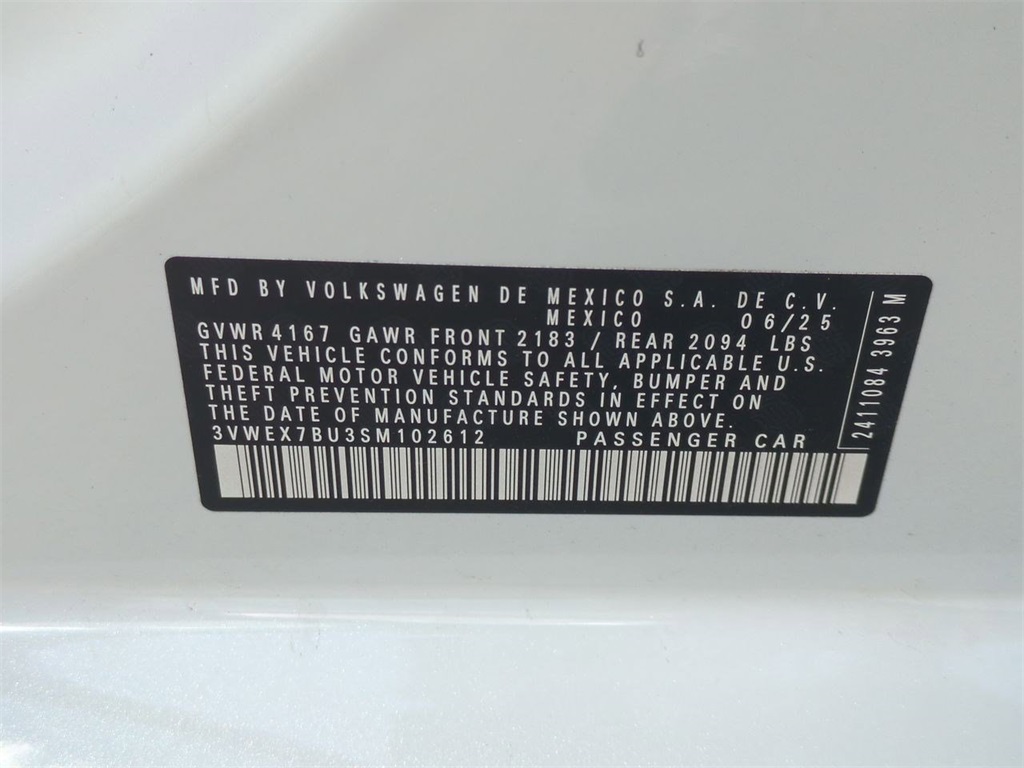 MFD BY VOLKSWAGEN DE MEXICO S.A. DE C.V.
MEXICO 06/25
GVWR 4167 GAWR FRONT 2183 / REAR 2094 LBS
THIS VEHICLE CONFORMS TO ALL APPLICABLE U.S.
FEDERAL MOTOR VEHICLE SAFETY, BUMPER AND
THEFT PREVENTION STANDARDS IN EFFECT ON
THE DATE OF MANUFACTURE SHOWN ABOVE.
3VWEX7BU3SM102612 PASSENGER CAR
2411084 3963 M